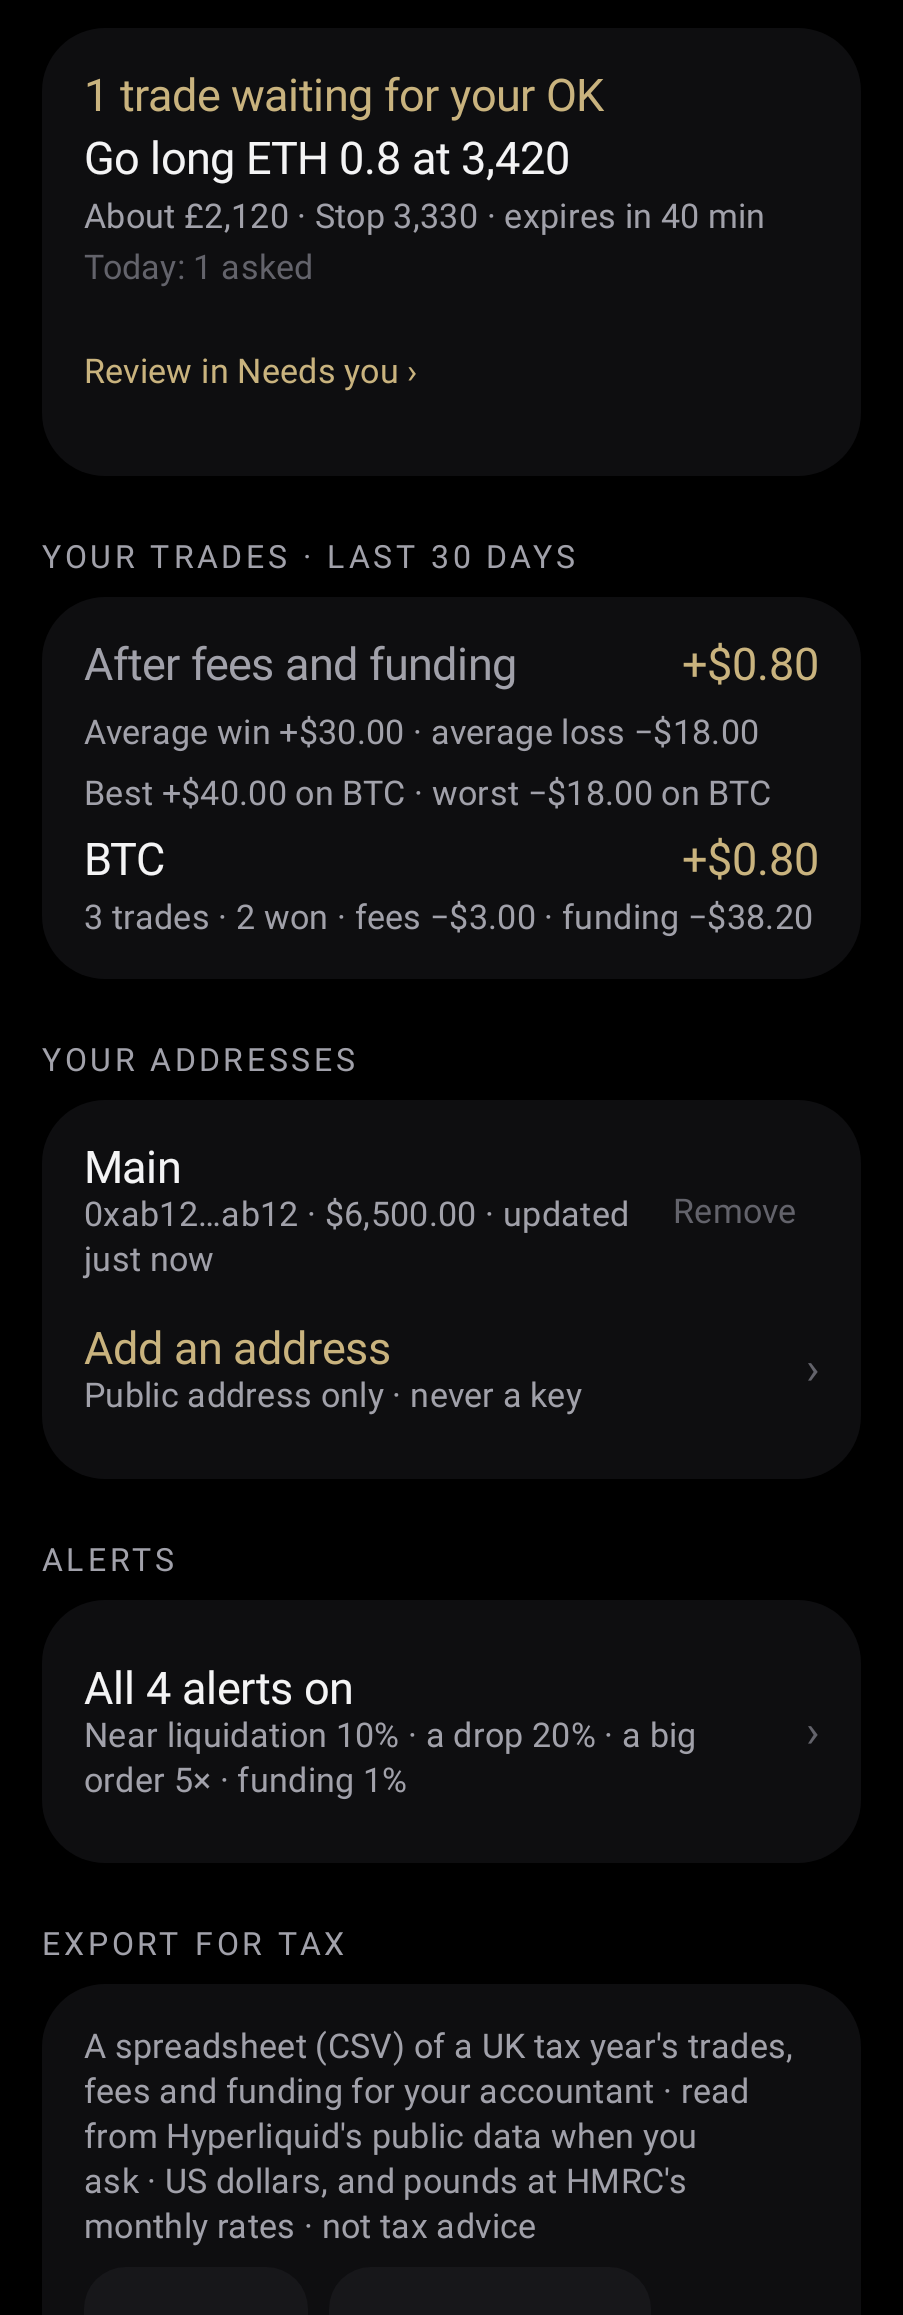 1 trade waiting for your OK
Go long ETH 0.8 at 3,420
About £2,120 · Stop 3,330 · expires in 40 min
Today: 1 asked
Review in Needs you ›
YOUR TRADES · LAST 30 DAYS
After fees and funding +$0.80
Average win +$30.00 · average loss −$18.00
Best +$40.00 on BTC · worst −$18.00 on BTC
BTC +$0.80
3 trades · 2 won · fees −$3.00 · funding −$38.20
YOUR ADDRESSES
Main
0xab12…ab12 · $6,500.00 · updated
just now
Remove
Add an address
Public address only · never a key
›
ALERTS
All 4 alerts on
Near liquidation 10% · a drop 20% · a big
order 5× · funding 1%
›
EXPORT FOR TAX
A spreadsheet (CSV) of a UK tax year's trades,
fees and funding for your accountant · read
from Hyperliquid's public data when you
ask · US dollars, and pounds at HMRC's
monthly rates · not tax advice